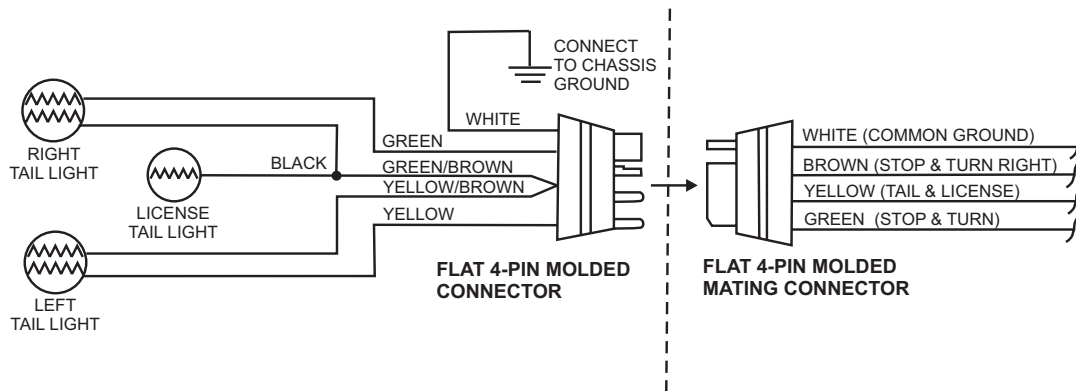 CONNECT
TO CHASSIS
GROUND
WHITE
GREEN
RIGHT
TAIL LIGHT
BLACK
GREEN/BROWN
YELLOW/BROWN
LICENSE
TAIL LIGHT
YELLOW
LEFT
TAIL LIGHT
FLAT 4-PIN MOLDED
CONNECTOR
WHITE (COMMON GROUND)
BROWN (STOP & TURN RIGHT)
YELLOW (TAIL & LICENSE)
GREEN (STOP & TURN)
FLAT 4-PIN MOLDED
MATING CONNECTOR